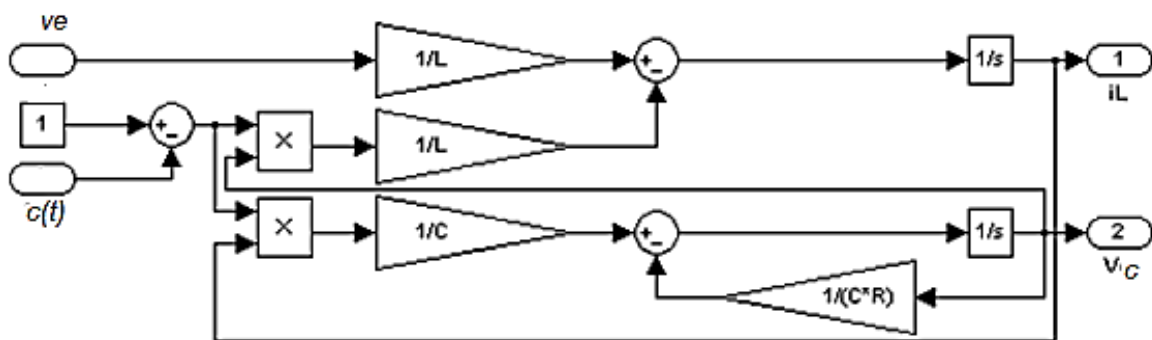 ve
1/L
+
-
1/s
1
iL
1
+
-
×
1/L
c(t)
×
1/C
+
-
1/s
2
VC
1/(C*R)